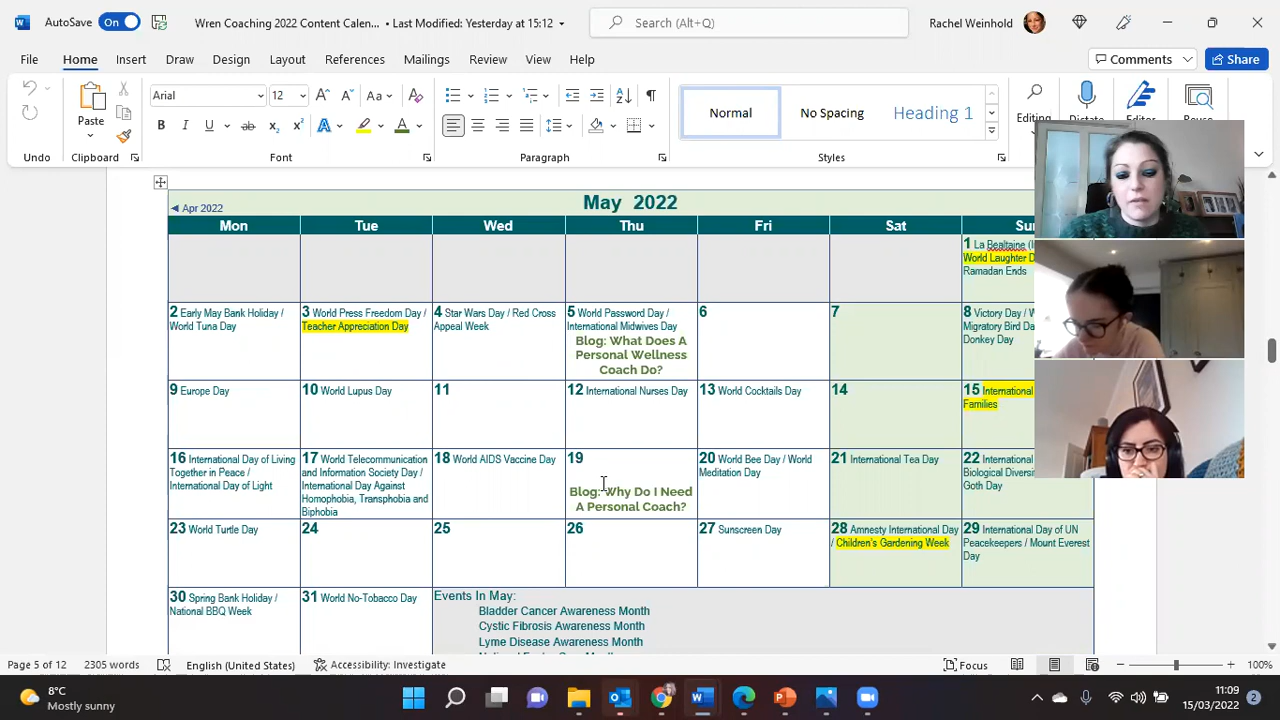 AutoSave On Wren Coaching 2022 Content Calen... • Last Modified: Yesterday at 15:12 Search (Alt+Q) Rachel Weinhold
File Home Insert Draw Design Layout References Mailings Review View Help Comments Share
Arial 12 Aa
Paste
B I U ab x₂ x² A A
Normal No Spacing Heading 1
Editing Dictate Editor
Undo Clipboard Font Paragraph Styles
◄ Apr 2022 May 2022
Mon Tue Wed Thu Fri Sat
1 La Bealtaine
World Laughter
Ramadan Ends
2 Early May Bank Holiday /
World Tuna Day
3 World Press Freedom Day /
Teacher Appreciation Day
4 Star Wars Day / Red Cross
Appeal Week
5 World Password Day /
International Midwives Day
Blog: What Does A
Personal Wellness
Coach Do?
6
7
8 Victory Day /
Migratory Bird
Donkey Day
9 Europe Day
10 World Lupus Day
11
12 International Nurses Day
13 World Cocktails Day
14
15 International
Families
16 International Day of Living
Together in Peace /
International Day of Light
17 World Telecommunication
and Information Society Day /
International Day Against
Homophobia, Transphobia and
Biphobia
18 World AIDS Vaccine Day
19
Blog: Why Do I Need
A Personal Coach?
20 World Bee Day / World
Meditation Day
21 International Tea Day
22
Goth Day
23 World Turtle Day
24
25
26
27 Sunscreen Day
28 Amnesty International Day
/ Children's Gardening Week
29 International Day of UN
Peacekeepers / Mount Everest
Day
30 Spring Bank Holiday /
National BBQ Week
31 World No-Tobacco Day
Events In May:
Bladder Cancer Awareness Month
Cystic Fibrosis Awareness Month
Lyme Disease Awareness Month
Page 5 of 12 2305 words English (United States) Accessibility: Investigate Focus 100%
8°C
Mostly sunny
11:09
15/03/2022
2